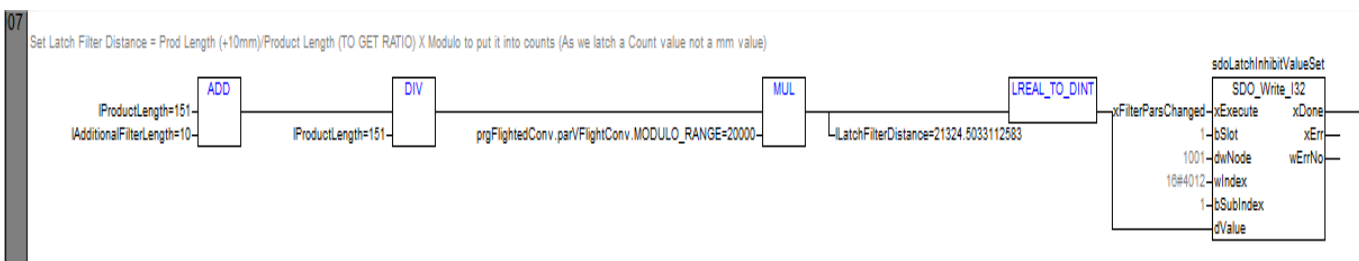 07
Set Latch Filter Distance = Prod Length (+10mm)/Product Length (TO GET RATIO) X Modulo to put it into counts (As we latch a Count value not a mm value)
sdoLatchInhibitValueSet
ADD
DIV
MUL
LREAL_TO_DINT
SDO_Write_I32
lProductLength=151
lAdditionalFilterLength=10
lProductLength=151
prgFlightedConv.parVFlightConv.MODULO_RANGE=20000
lLatchFilterDistance=21324.5033112583
xFilterParsChanged
xExecute
xDone
1
bSlot
xErr
1001
dwNode
wErrNo
16#4012
wIndex
1
bSubIndex
dValue